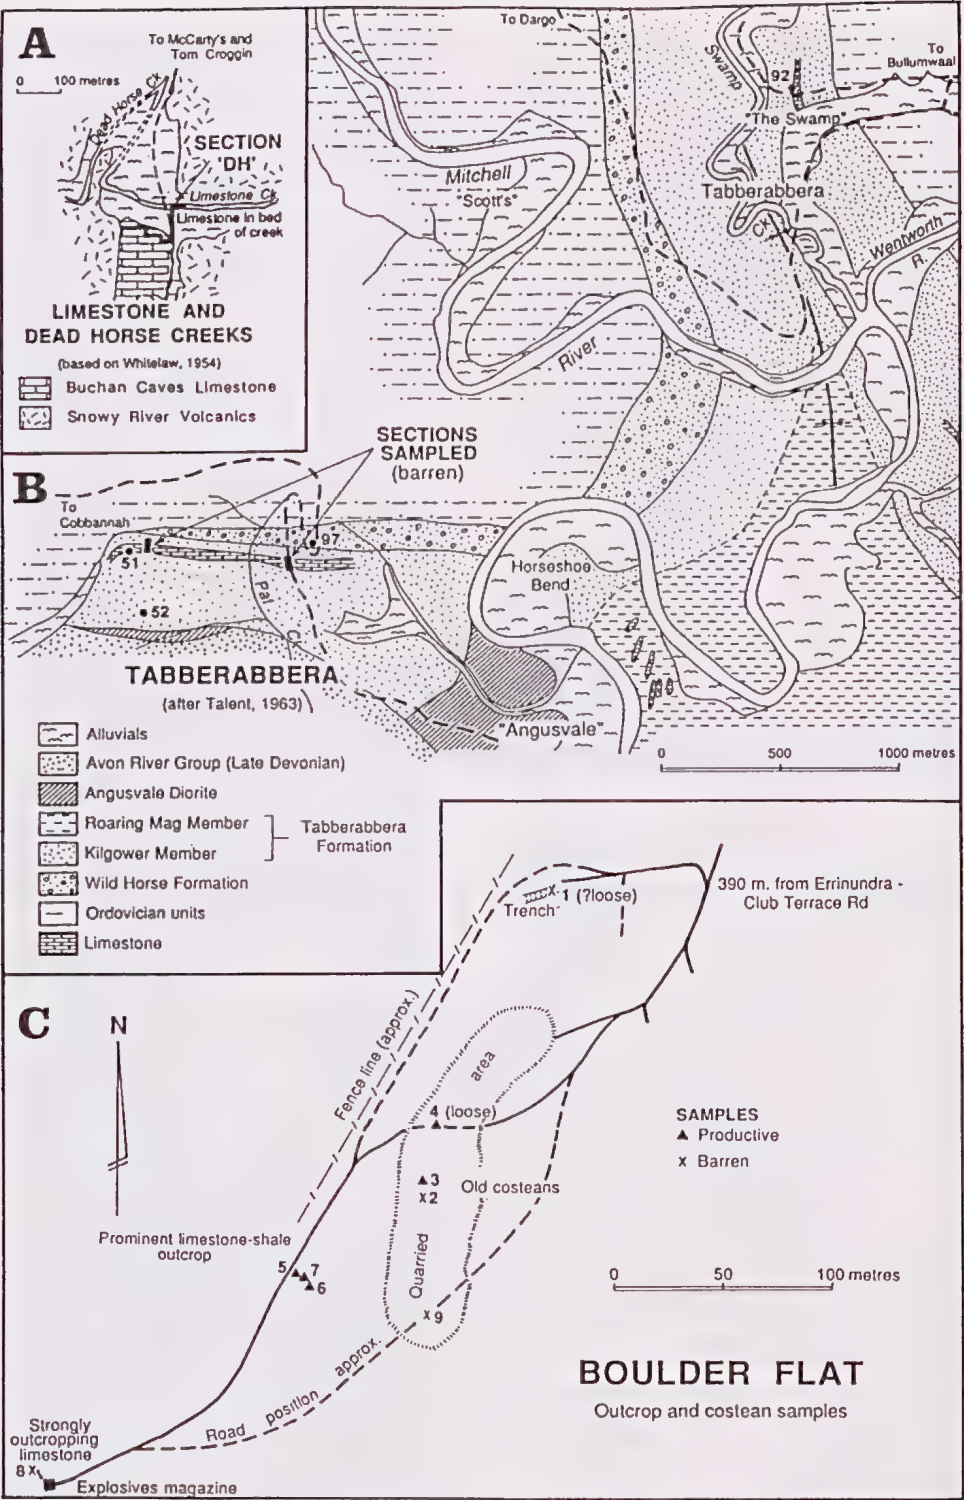 A
To McCarty's and
Tom Croggin
0 100 metres
Dead Horse Ck
SECTION
'DH'
Limestone Ck
Limestone in bed
of creek
LIMESTONE AND
DEAD HORSE CREEKS
(based on Whitelaw, 1954)
Buchan Caves Limestone
Snowy River Volcanics
To Dargo
Swamp
92
To
Bullumwaal
"The Swamp"
Mitchell
"Scott's"
Tabberabbera
Ck
Wentworth
R
River
SECTIONS
SAMPLED
(barren)
B
To
Cobbannah
97
51
52
Pal
Ck
Horseshoe
Bend
TABBERABBERA
(after Talent, 1963)
"Angusvale"
0 500 1000 metres
Alluvials
Avon River Group (Late Devonian)
Angusvale Diorite
Roaring Mag Member
Kilgower Member
Tabberabbera
Formation
Wild Horse Formation
Ordovician units
Limestone
C
N
x 1 (?loose)
Trench
390 m. from Errinundra -
Club Terrace Rd
Fence line (approx.)
area
4 (loose)
▲3
x2
Old costeans
Quarried
SAMPLES
▲ Productive
x Barren
Prominent limestone-shale
outcrop
5
7
6
x 9
0 50 100 metres
Road position approx.
BOULDER FLAT
Outcrop and costean samples
Strongly
outcropping
limestone
8 x
Explosives magazine